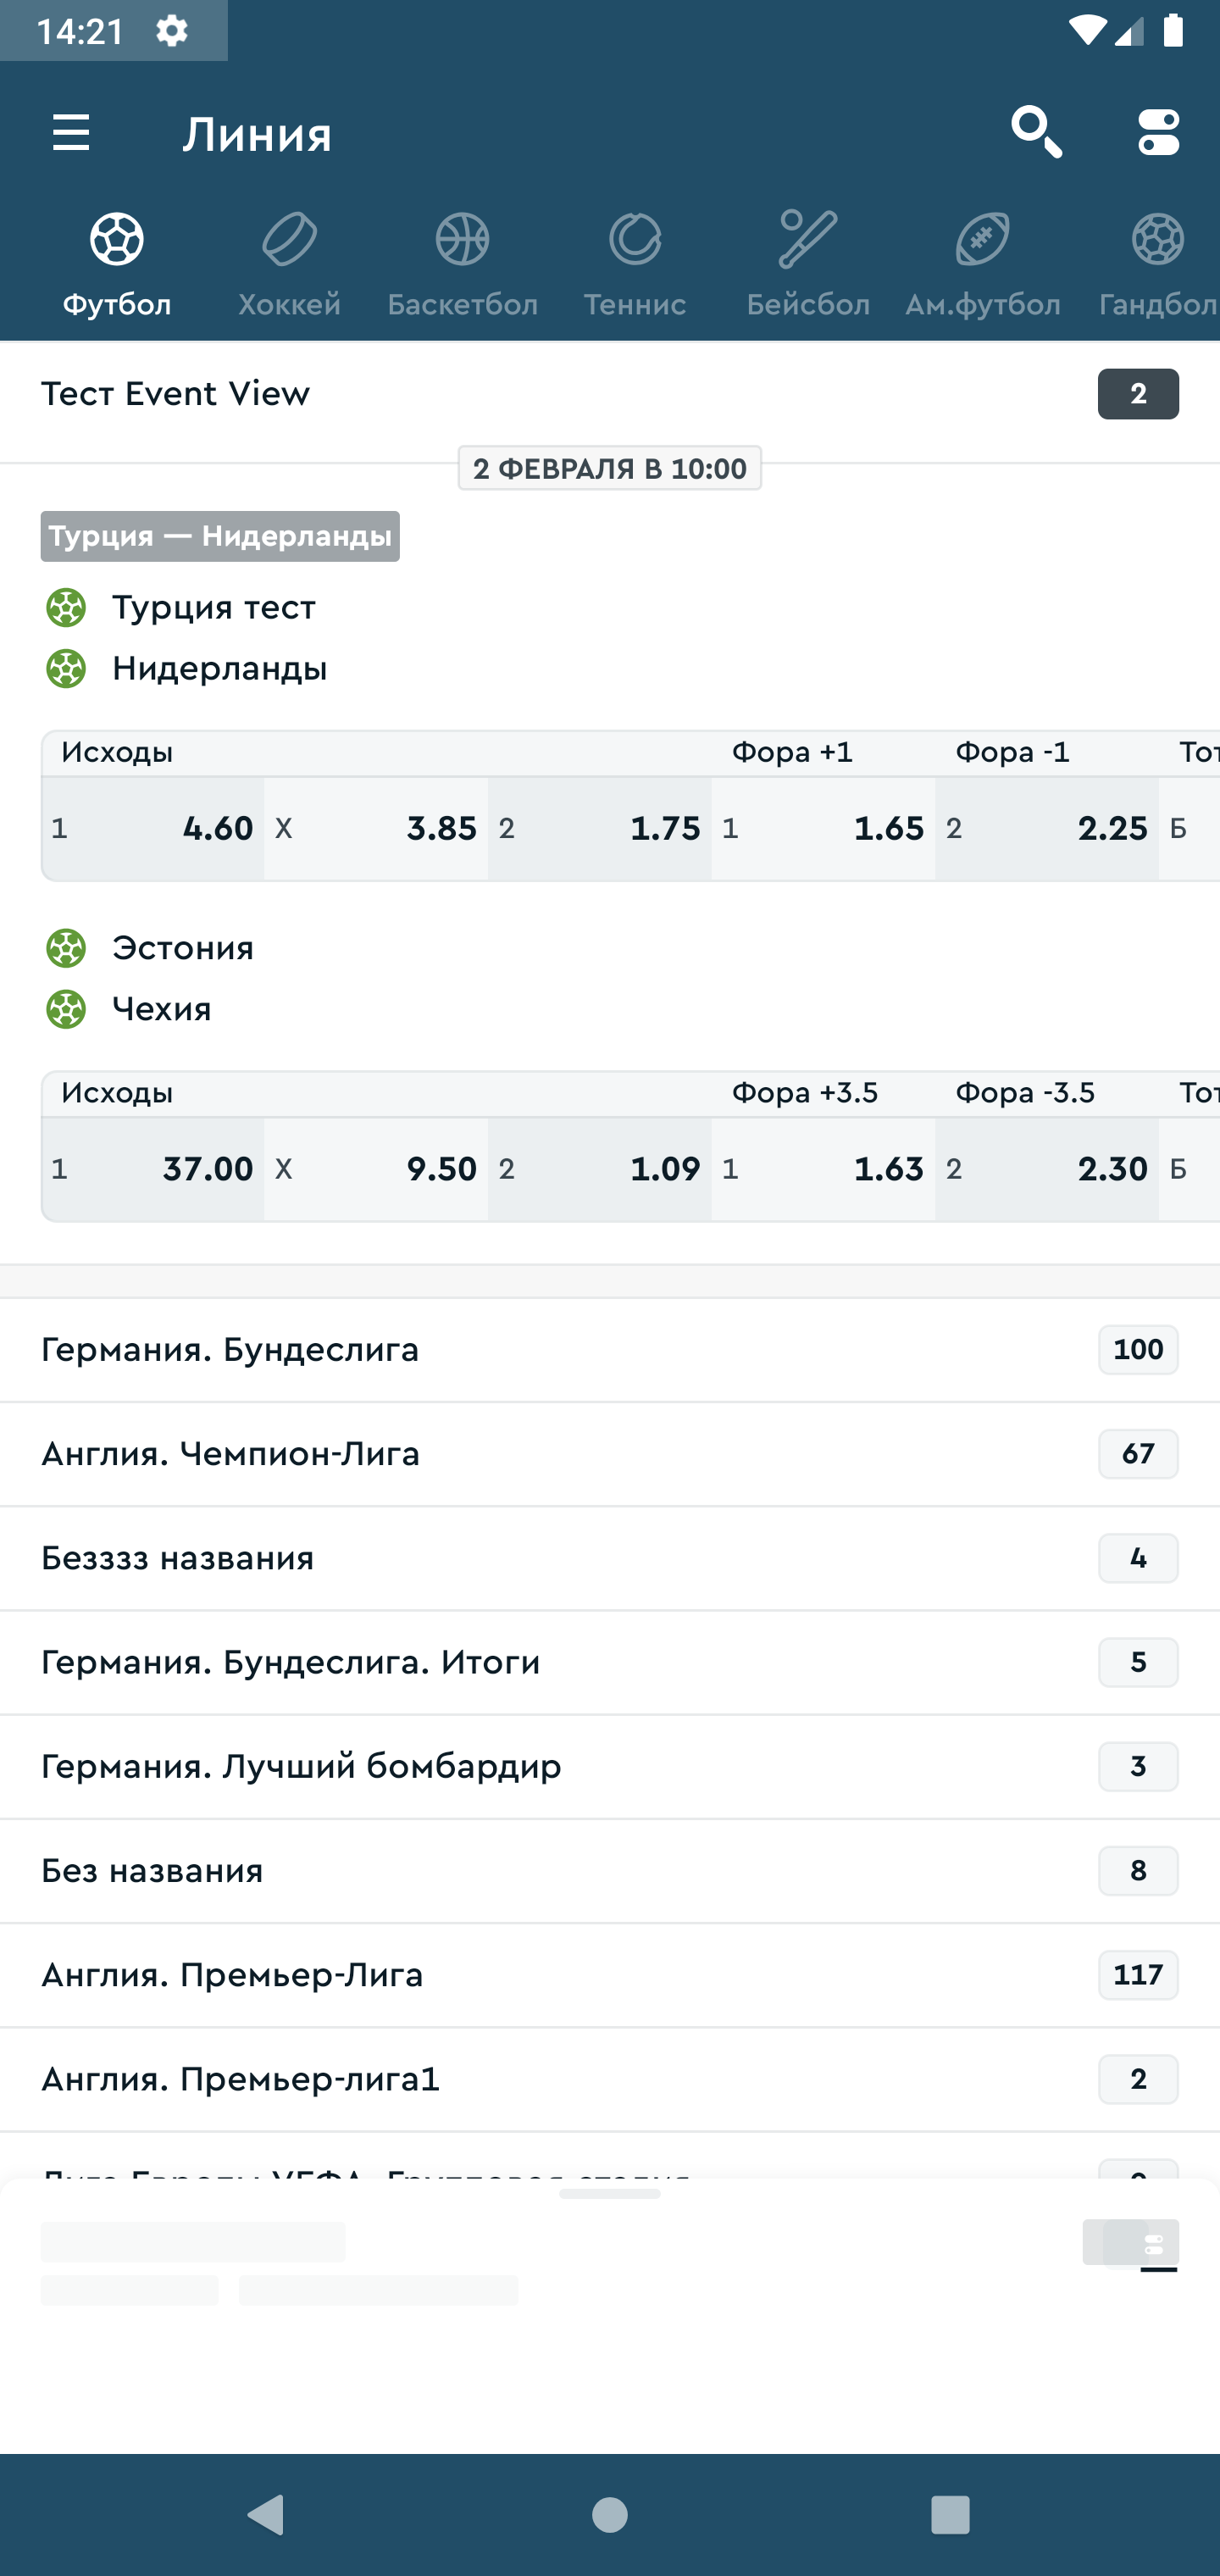 14:21
Линия
Футбол Хоккей Баскетбол Теннис Бейсбол Ам.футбол Гандбол
Тест Event View 2
2 ФЕВРАЛЯ В 10:00
Турция — Нидерланды
Турция тест
Нидерланды
Исходы Фора +1 Фора -1 Тот
1 4.60 X 3.85 2 1.75 1 1.65 2 2.25 Б
Эстония
Чехия
Исходы Фора +3.5 Фора -3.5 Тот
1 37.00 X 9.50 2 1.09 1 1.63 2 2.30 Б
Германия. Бундеслига 100
Англия. Чемпион-Лига 67
Безззз названия 4
Германия. Бундеслига. Итоги 5
Германия. Лучший бомбардир 3
Без названия 8
Англия. Премьер-Лига 117
Англия. Премьер-лига1 2
Лига Европы УЕФА. Групповая стадия